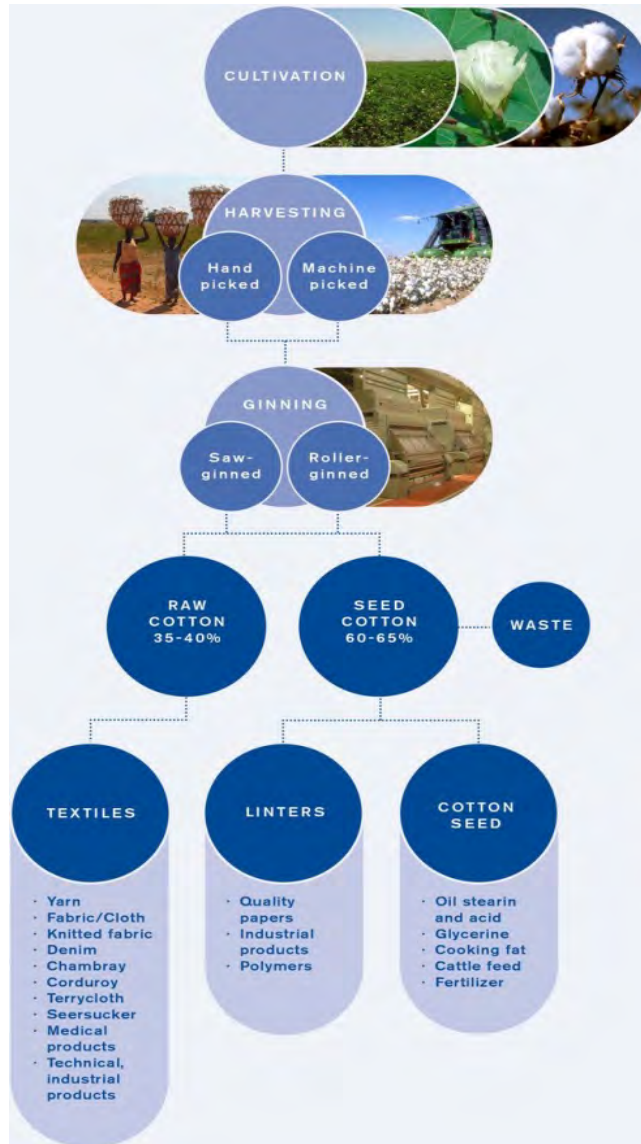 CULTIVATION
HARVESTING
Hand
picked
Machine
picked
GINNING
Saw-
ginned
Roller-
ginned
RAW
COTTON
35-40%
SEED
COTTON
60-65%
WASTE
TEXTILES
· Yarn
· Fabric/Cloth
· Knitted fabric
· Denim
· Chambray
· Corduroy
· Terrycloth
· Seersucker
· Medical
products
· Technical,
industrial
products
LINTERS
· Quality
papers
· Industrial
products
· Polymers
COTTON
SEED
· Oil stearin
and acid
· Glycerine
· Cooking fat
· Cattle feed
· Fertilizer